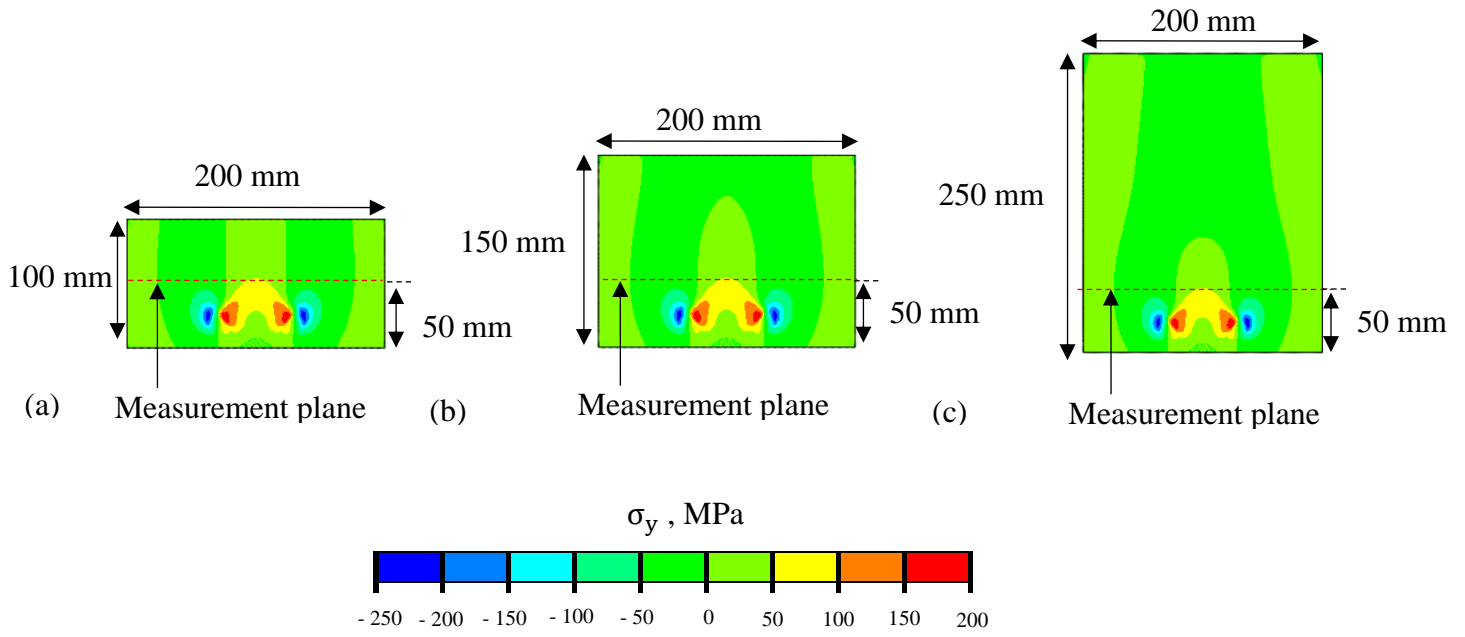 200 mm
100 mm
50 mm
Measurement plane
(a)
200 mm
150 mm
50 mm
Measurement plane
(b)
200 mm
250 mm
50 mm
Measurement plane
(c)
σy , MPa
- 250 - 200 - 150 - 100 - 50 0 50 100 150 200